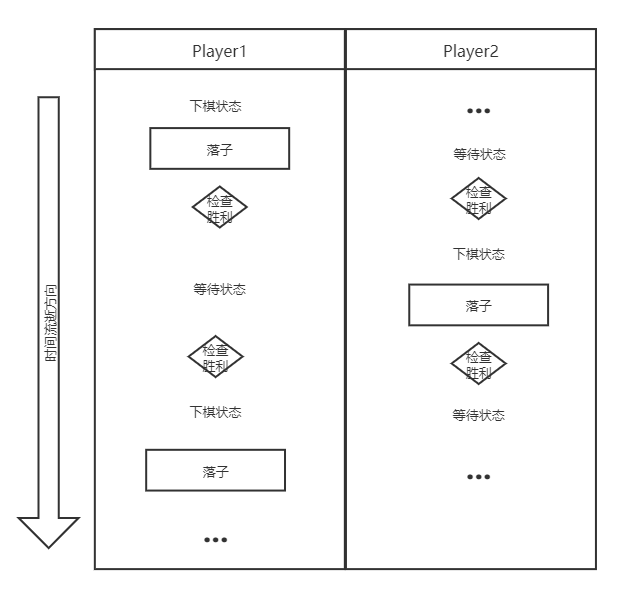 Player1
Player2
时间流逝方向
下棋状态
落子
检查
胜利
等待状态
检查
胜利
下棋状态
落子
...
...
等待状态
检查
胜利
下棋状态
落子
检查
胜利
等待状态
...